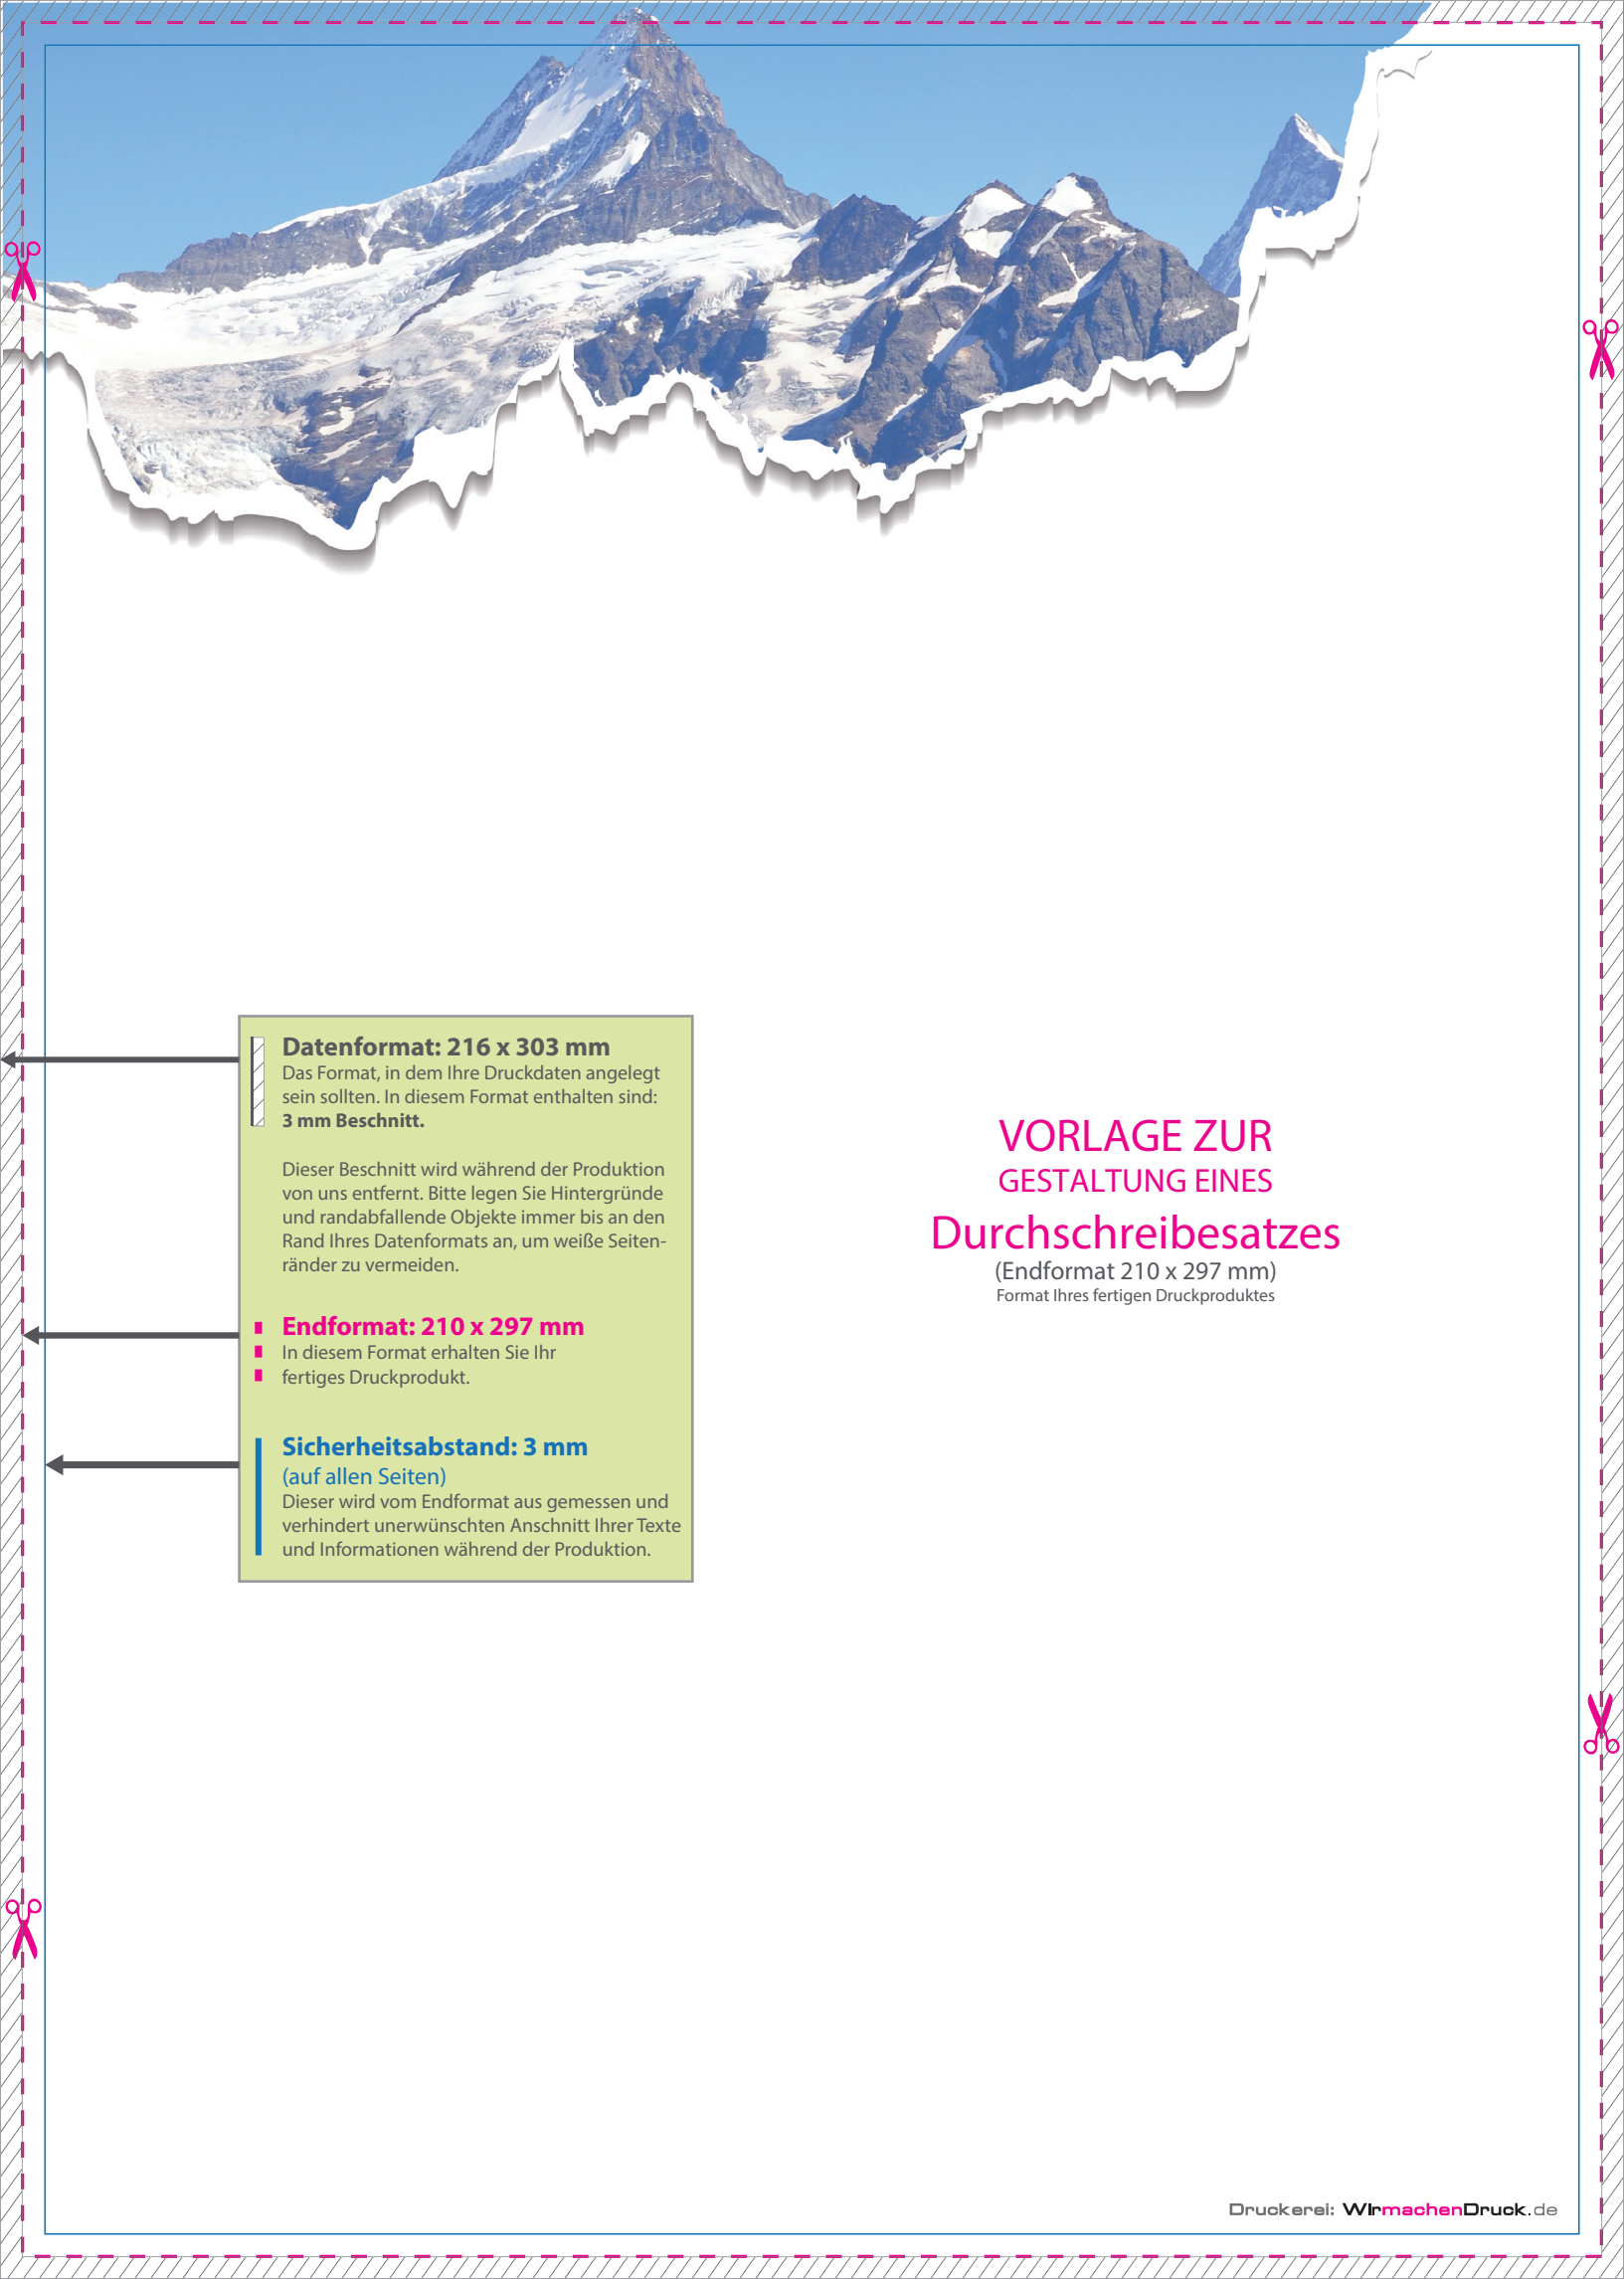 Datenformat: 216 x 303 mm
Das Format, in dem Ihre Druckdaten angelegt
sein sollten. In diesem Format enthalten sind:
3 mm Beschnitt.
Dieser Beschnitt wird während der Produktion
von uns entfernt. Bitte legen Sie Hintergründe
und randabfallende Objekte immer bis an den
Rand Ihres Datenformats an, um weiße Seiten-
ränder zu vermeiden.
Endformat: 210 x 297 mm
In diesem Format erhalten Sie Ihr
fertiges Druckprodukt.
Sicherheitsabstand: 3 mm
(auf allen Seiten)
Dieser wird vom Endformat aus gemessen und
verhindert unerwünschten Anschnitt Ihrer Texte
und Informationen während der Produktion.
VORLAGE ZUR
GESTALTUNG EINES
Durchschreibesatzes
(Endformat 210 x 297 mm)
Format Ihres fertigen Druckproduktes
Druckerei: WIrmachenDruck.de